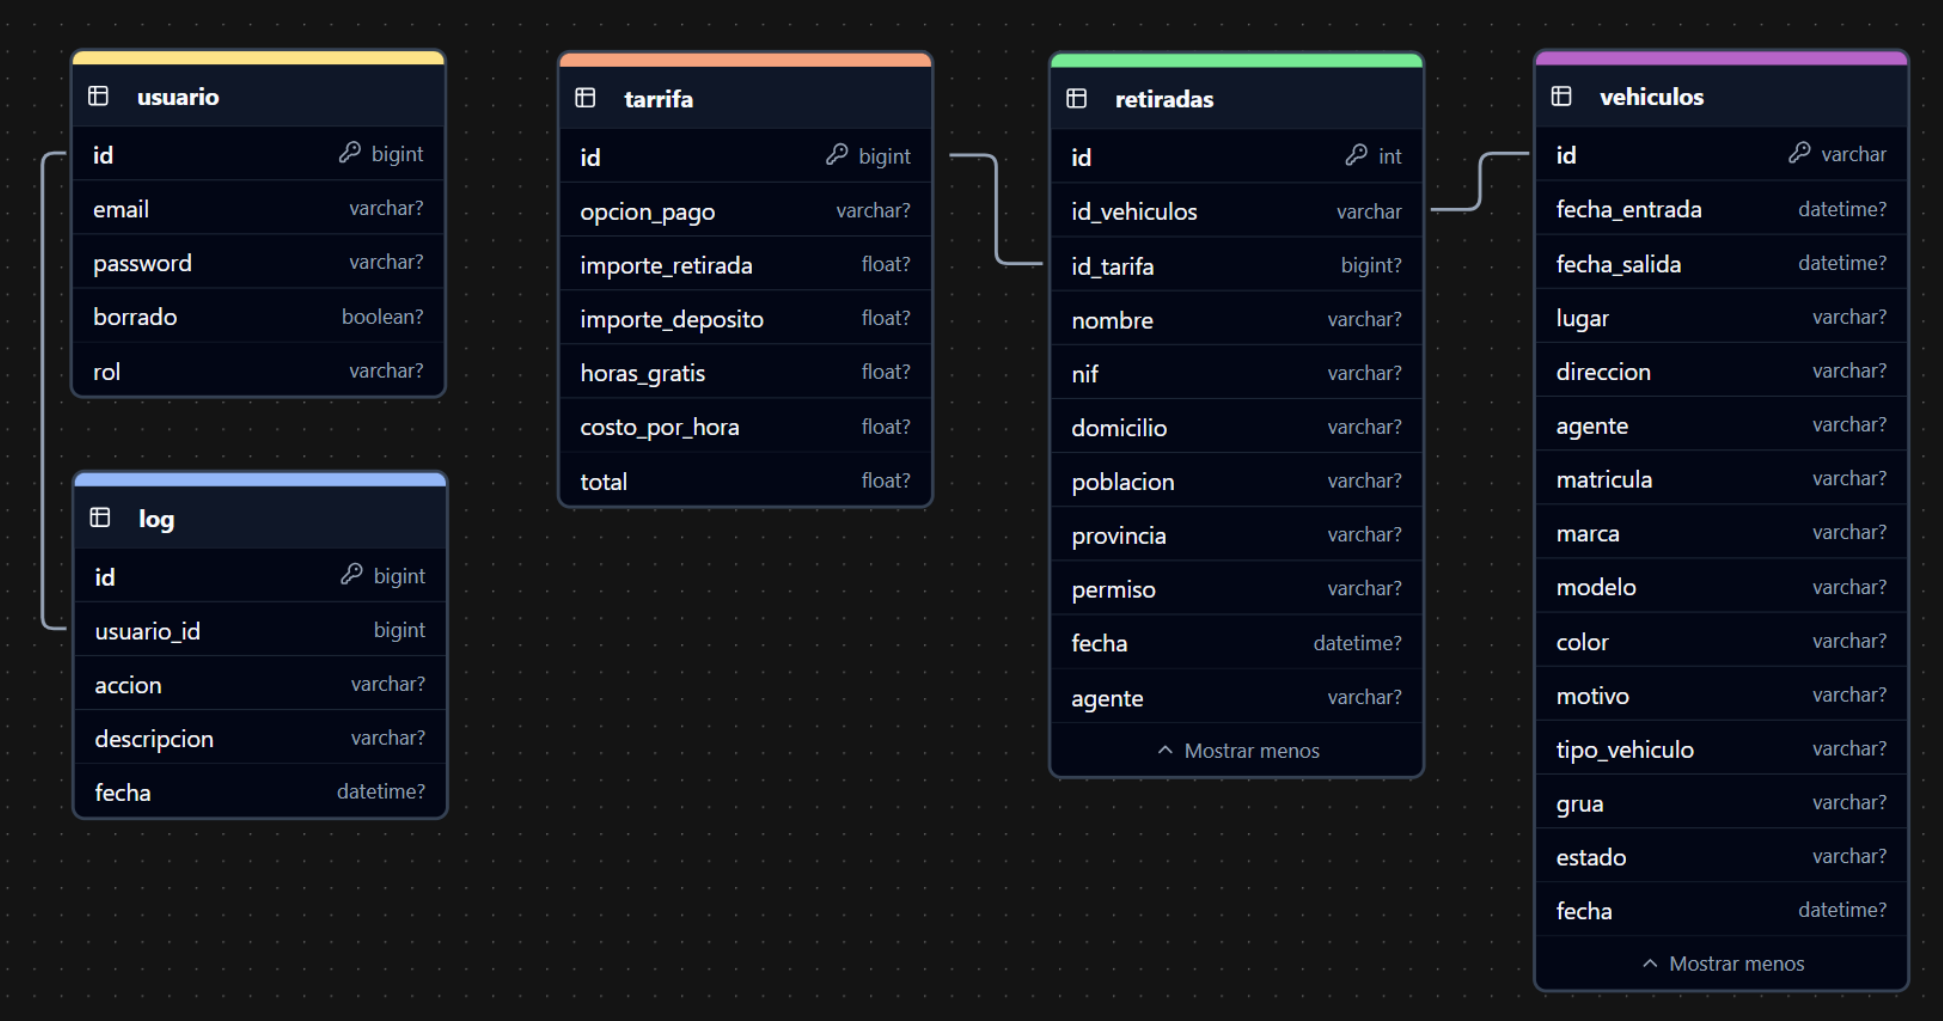 usuario
id bigint
email varchar?
password varchar?
borrado boolean?
rol varchar?
log
id bigint
usuario_id bigint
accion varchar?
descripcion varchar?
fecha datetime?
tarrifa
id bigint
opcion_pago varchar?
importe_retirada float?
importe_deposito float?
horas_gratis float?
costo_por_hora float?
total float?
retiradas
id int
id_vehiculos varchar
id_tarifa bigint?
nombre varchar?
nif varchar?
domicilio varchar?
poblacion varchar?
provincia varchar?
permiso varchar?
fecha datetime?
agente varchar?
Mostrar menos
vehiculos
id varchar
fecha_entrada datetime?
fecha_salida datetime?
lugar varchar?
direccion varchar?
agente varchar?
matricula varchar?
marca varchar?
modelo varchar?
color varchar?
motivo varchar?
tipo_vehiculo varchar?
grua varchar?
estado varchar?
fecha datetime?
Mostrar menos